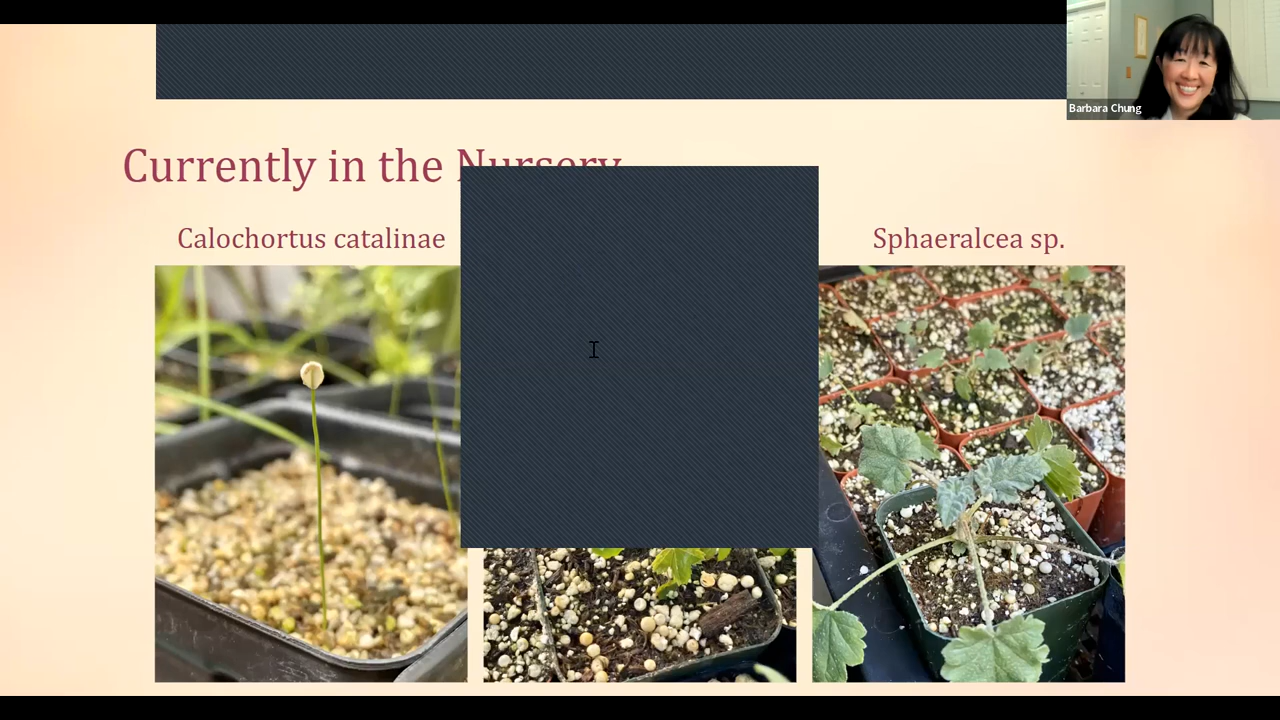 Barbara Chung
Currently in the Nursery
Calochortus catalinae
Sphaeralcea sp.